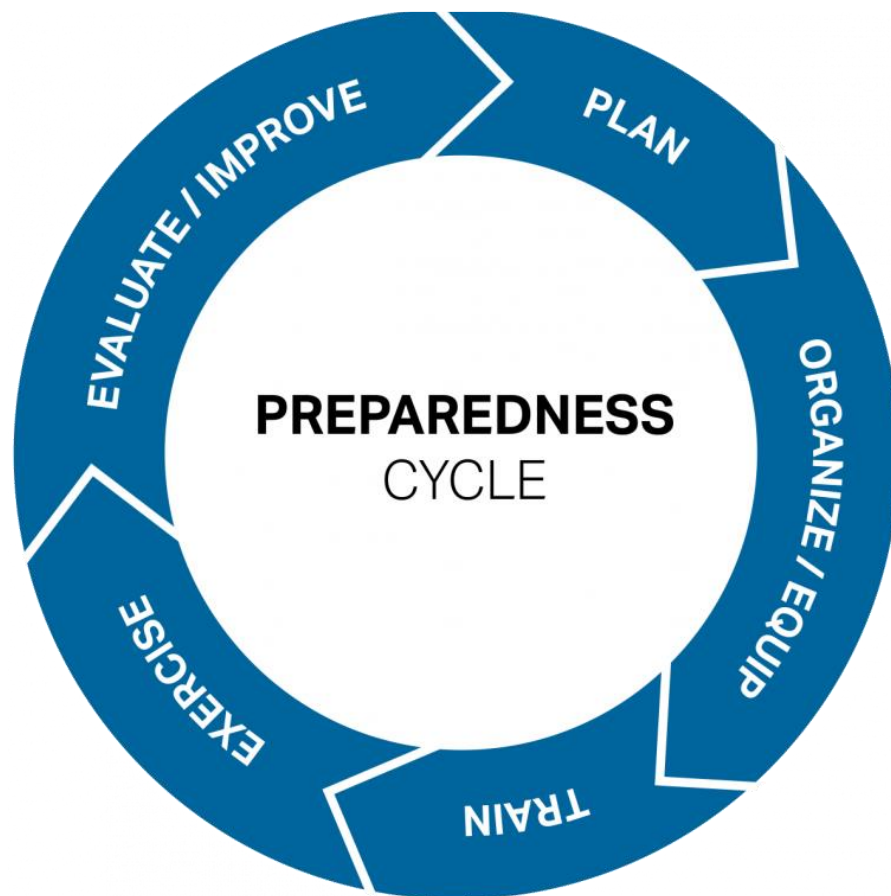 PREPAREDNESS
CYCLE
PLAN
ORGANIZE / EQUIP
TRAIN
EXERCISE
EVALUATE / IMPROVE